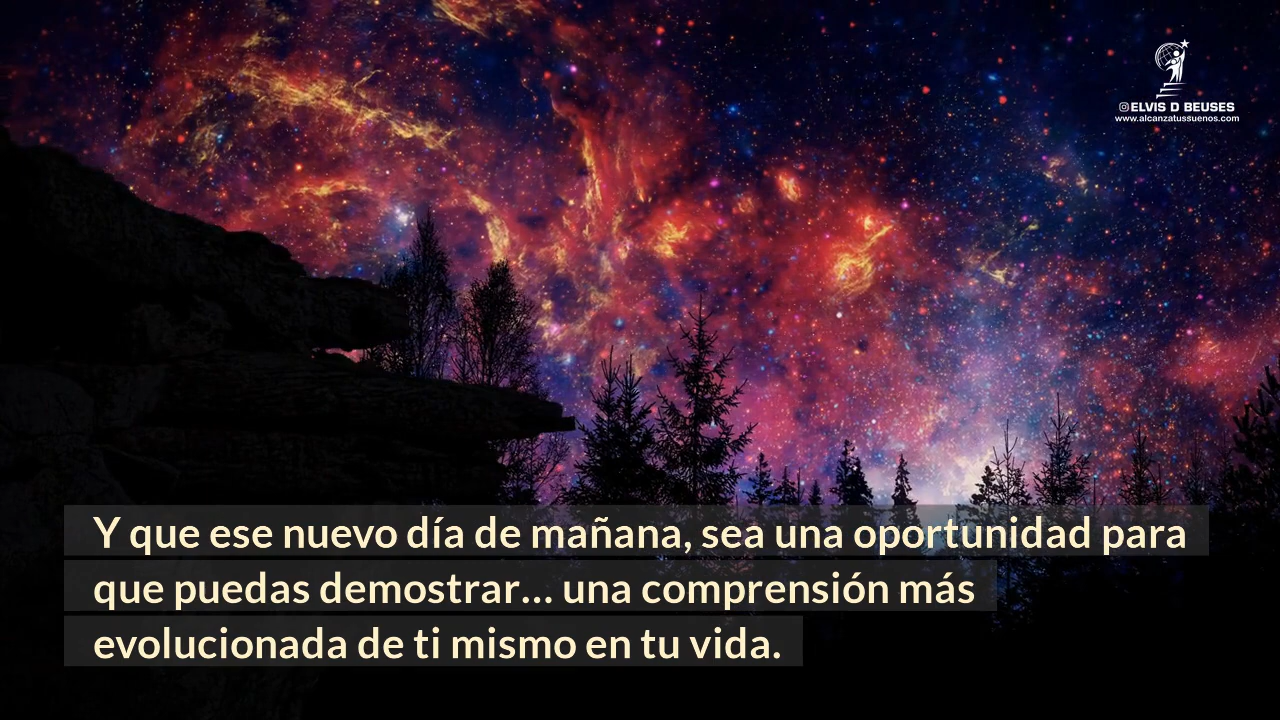 ELVIS D BEUSES
www.alcanzatussuenos.com
Y que ese nuevo día de mañana, sea una oportunidad para
que puedas demostrar... una comprensión más
evolucionada de ti mismo en tu vida.